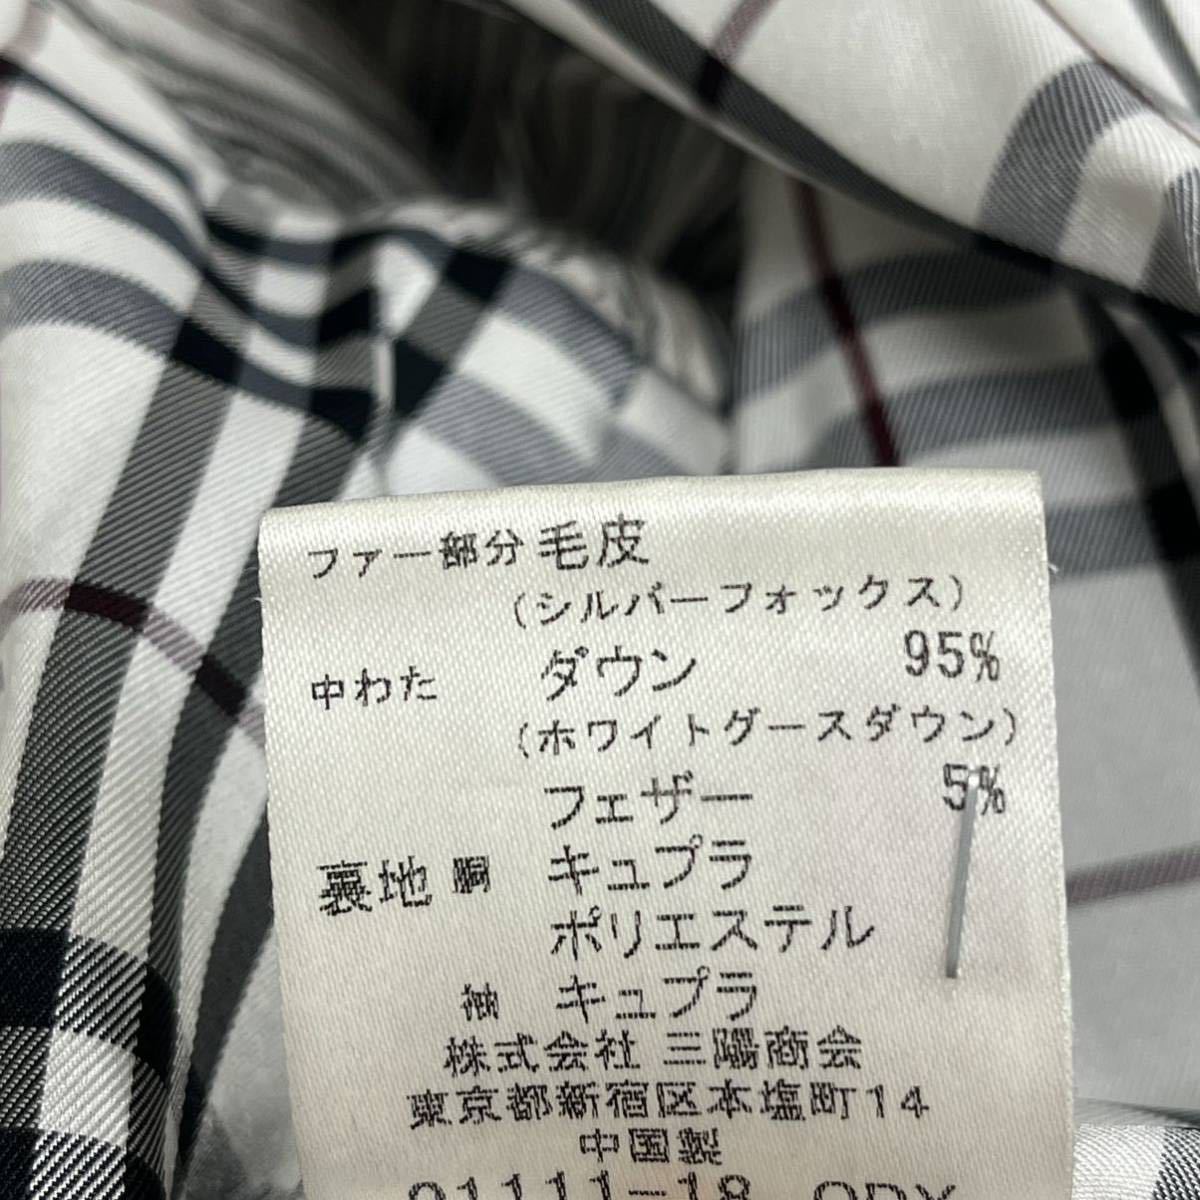 ファー部分 毛皮
(シルバーフォックス)
中わた ダウン 95%
(ホワイトグースダウン)
フェザー 5%
裏地 胴 キュプラ
ポリエステル
袖 キュプラ
株式会社 三陽商会
東京都新宿区本塩町14
中国製